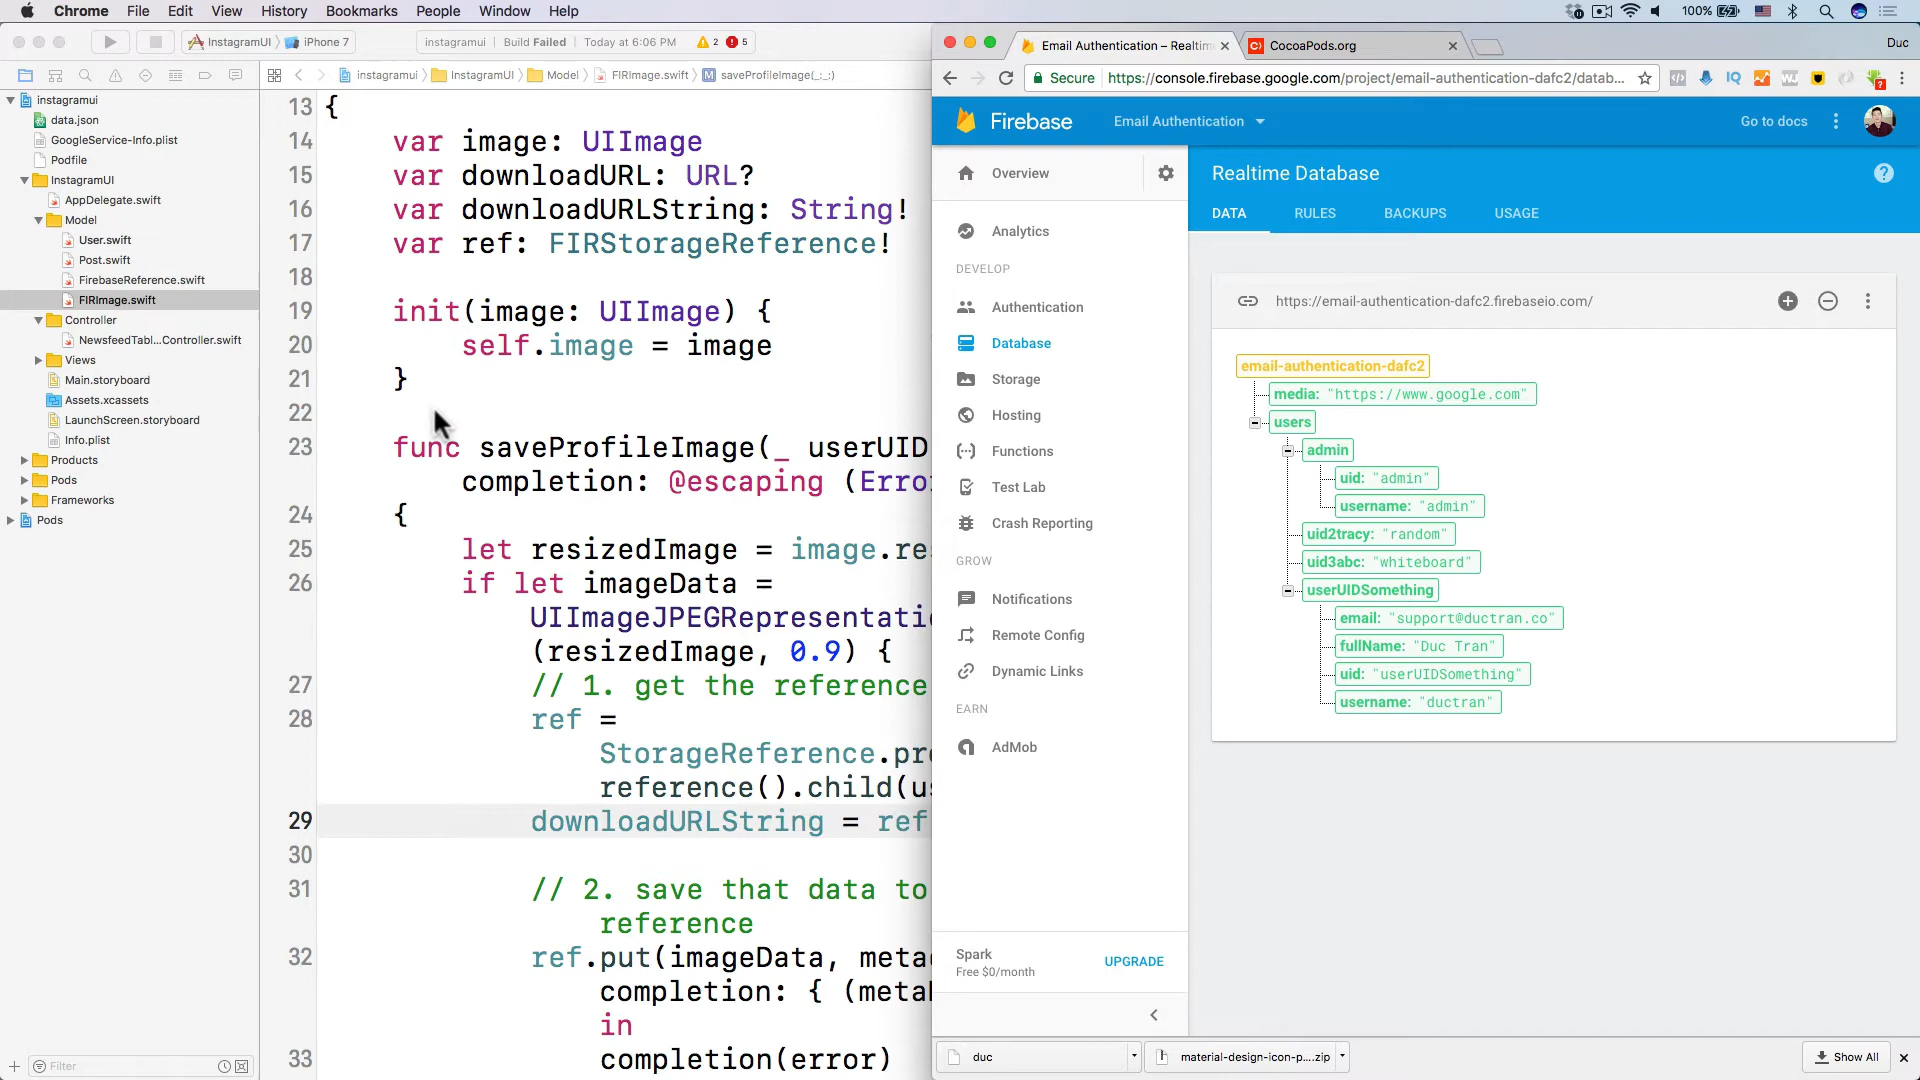 Chrome File Edit View History Bookmarks People Window Help
100%
InstagramUI iPhone 7
instagramui Build Failed Today at 6:06 PM 2 5
instagramui InstagramUI Model FIRImage.swift M saveProfileImage(_:_:)
instagramui
data.json
GoogleService-Info.plist
Podfile
InstagramUI
AppDelegate.swift
Model
User.swift
Post.swift
FirebaseReference.swift
FIRImage.swift
Controller
NewsfeedTabl...Controller.swift
Views
Main.storyboard
Assets.xcassets
LaunchScreen.storyboard
Info.plist
Products
Pods
Frameworks
Pods
Filter
13 {
14 var image: UIImage
15 var downloadURL: URL?
16 var downloadURLString: String!
17 var ref: FIRStorageReference!
18
19 init(image: UIImage) {
20 self.image = image
21 }
22
23 func saveProfileImage(_ userUID
completion: @escaping (Erro
24 {
25 let resizedImage = image.re
26 if let imageData =
UIImageJPEGRepresentati
(resizedImage, 0.9) {
27 // 1. get the reference
28 ref =
StorageReference.pro
reference().child(us
29 downloadURLString = ref
30
31 // 2. save that data to
reference
32 ref.put(imageData, meta
completion: { (meta
in
33 completion(error)
Email Authentication – Realtim
CocoaPods.org
Duc
Secure https://console.firebase.google.com/project/email-authentication-dafc2/datab...
IQ
WJ
Firebase Email Authentication Go to docs
Overview
Analytics
DEVELOP
Authentication
Database
Storage
Hosting
Functions
Test Lab
Crash Reporting
GROW
Notifications
Remote Config
Dynamic Links
EARN
AdMob
Spark
Free $0/month
UPGRADE
Realtime Database
DATA RULES BACKUPS USAGE
https://email-authentication-dafc2.firebaseio.com/
email-authentication-dafc2
media: "https://www.google.com"
users
admin
uid: "admin"
username: "admin"
uid2tracy: "random"
uid3abc: "whiteboard"
userUIDSomething
email: "support@ductran.co"
fullName: "Duc Tran"
uid: "userUIDSomething"
username: "ductran"
duc
material-design-icon-p....zip
Show All